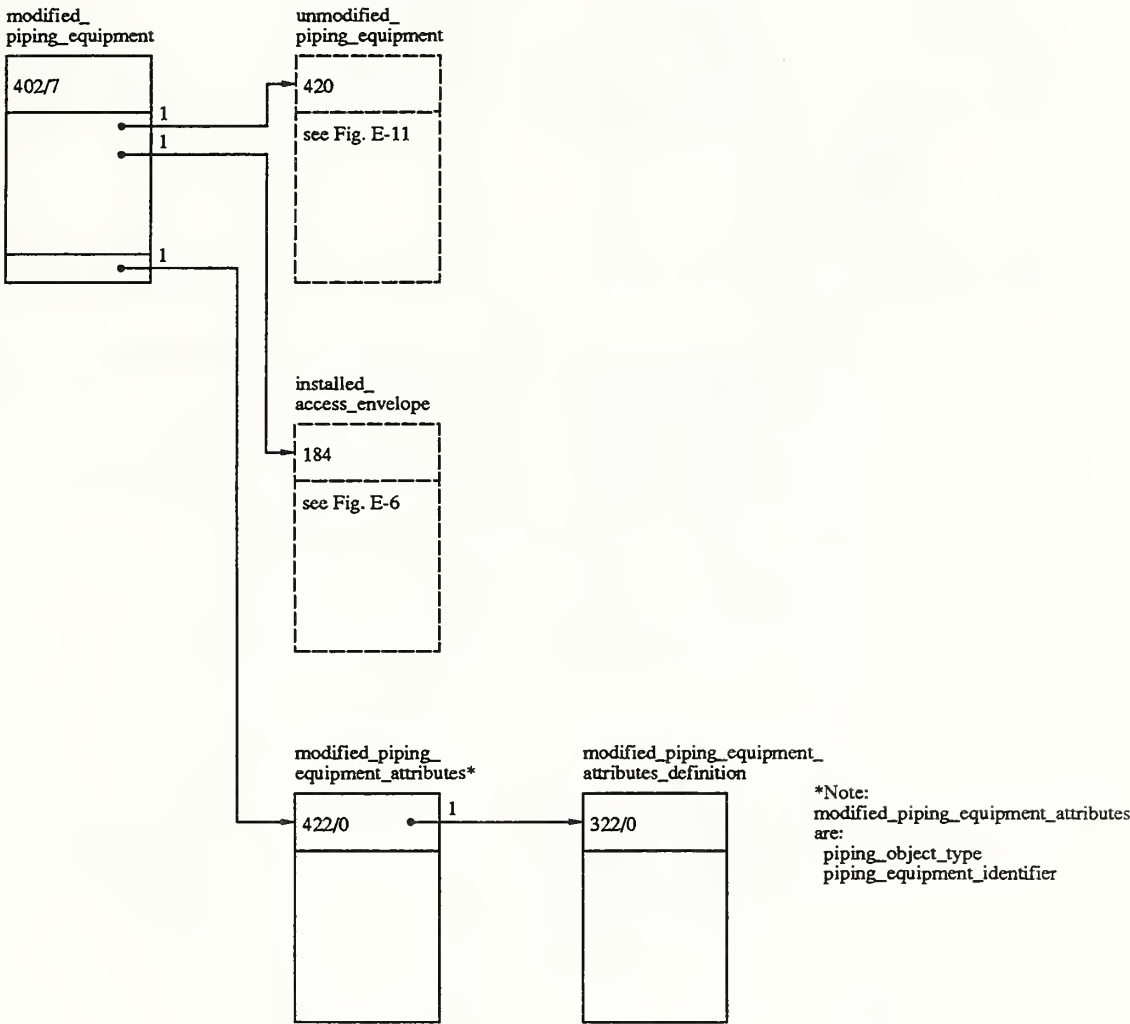 modified_
piping_equipment
402/7
1
1
1
unmodified_
piping_equipment
420
see Fig. E-11
installed_
access_envelope
184
see Fig. E-6
modified_piping_
equipment_attributes*
422/0
1
modified_piping_equipment_
attributes_definition
322/0
*Note:
modified_piping_equipment_attributes
are:
piping_object_type
piping_equipment_identifier